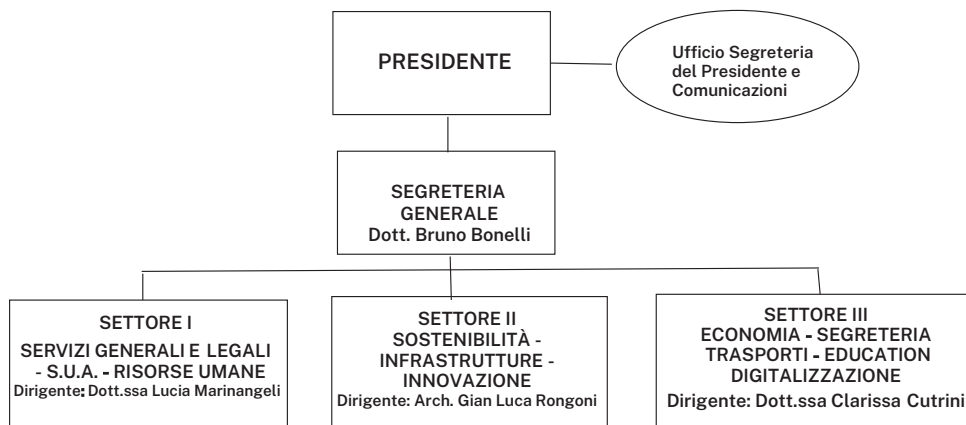 PRESIDENTE
Ufficio Segreteria
del Presidente e
Comunicazioni
SEGRETERIA
GENERALE
Dott. Bruno Bonelli
SETTORE I
SERVIZI GENERALI E LEGALI
- S.U.A. - RISORSE UMANE
Dirigente: Dott.ssa Lucia Marinangeli
SETTORE II
SOSTENIBILITÀ -
INFRASTRUTTURE -
INNOVAZIONE
Dirigente: Arch. Gian Luca Rongoni
SETTORE III
ECONOMIA - SEGRETERIA
TRASPORTI - EDUCATION
DIGITALIZZAZIONE
Dirigente: Dott.ssa Clarissa Cutrini